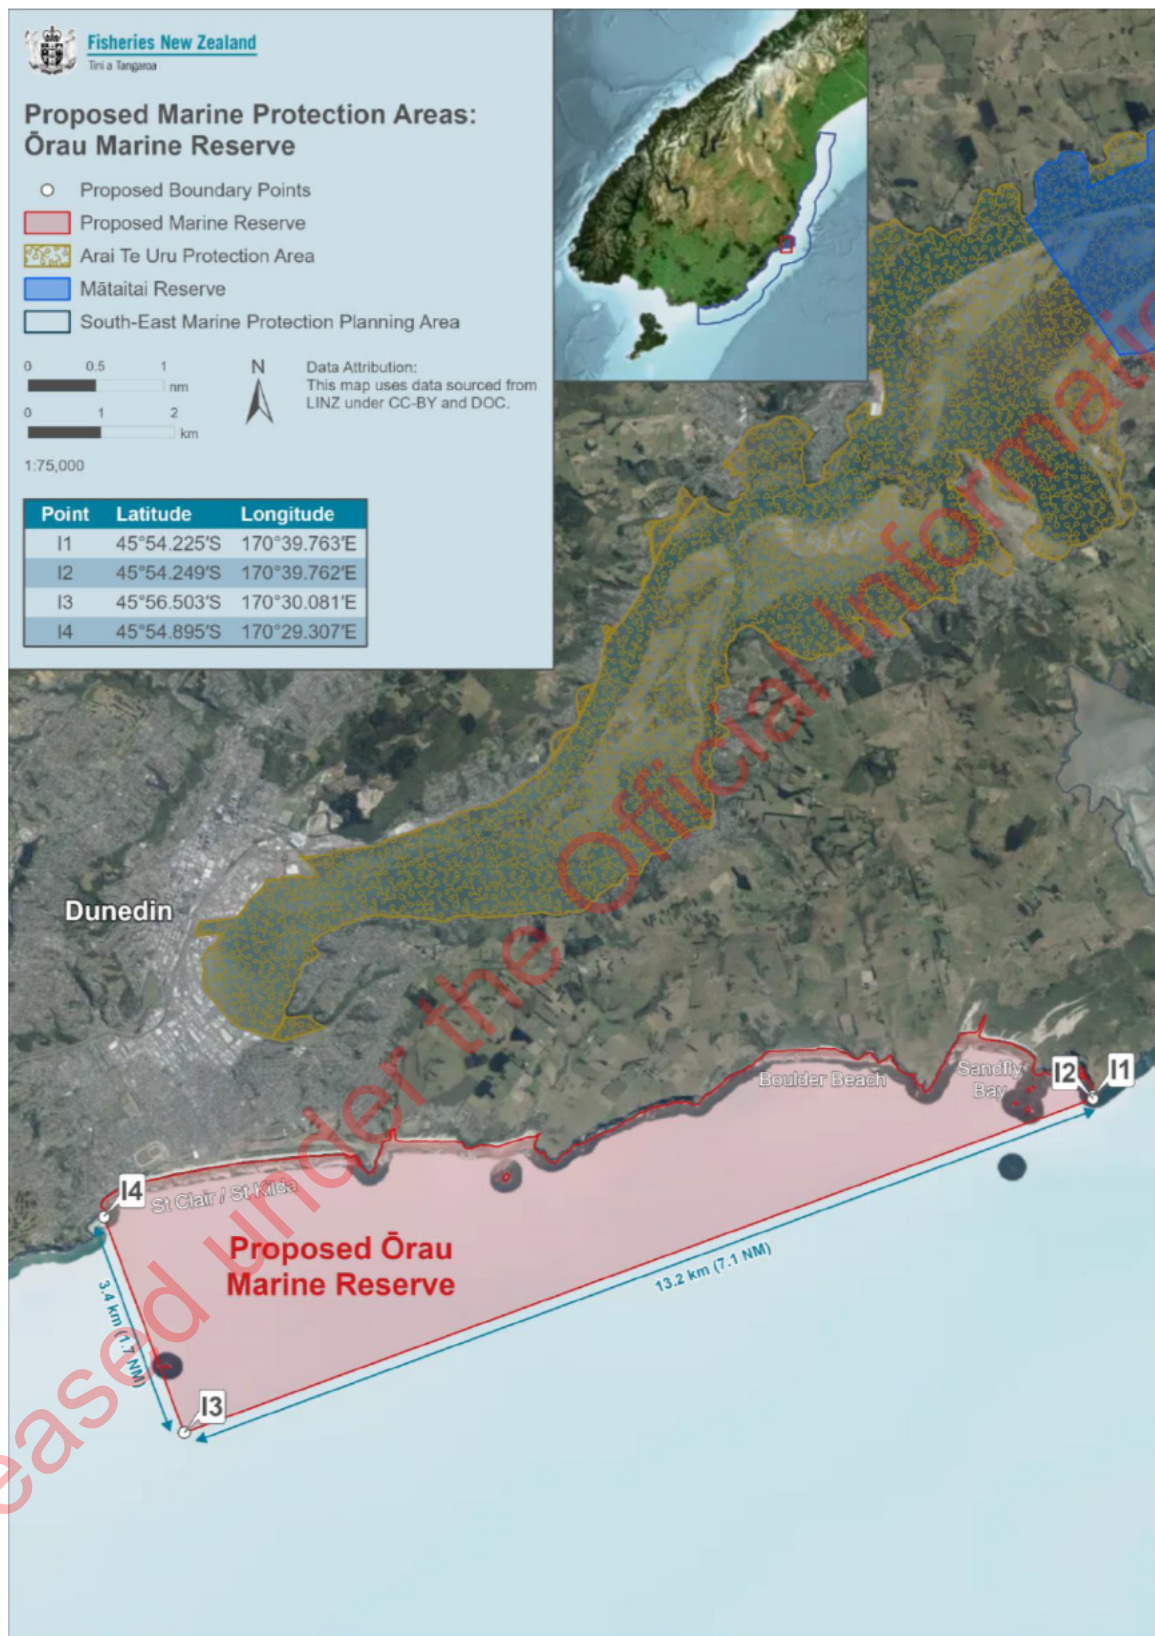 Fisheries New Zealand
Tini a Tangaroa
Proposed Marine Protection Areas:
Ōrau Marine Reserve
Proposed Boundary Points
Proposed Marine Reserve
Arai Te Uru Protection Area
Mātaitai Reserve
South-East Marine Protection Planning Area
0 0.5 1
nm
0 1 2
km
N
Data Attribution:
This map uses data sourced from
LINZ under CC-BY and DOC.
1:75,000
Point Latitude Longitude
I1 45°54.225'S 170°39.763'E
I2 45°54.249'S 170°39.762'E
I3 45°56.503'S 170°30.081'E
I4 45°54.895'S 170°29.307'E
Dunedin
Boulder Beach
Sandfly
Bay
I2
I1
I4
St Clair / St Kilda
Proposed Ōrau
Marine Reserve
13.2 km (7.1 NM)
3.4 km (1.7 NM)
I3
eased under the Official Informatio